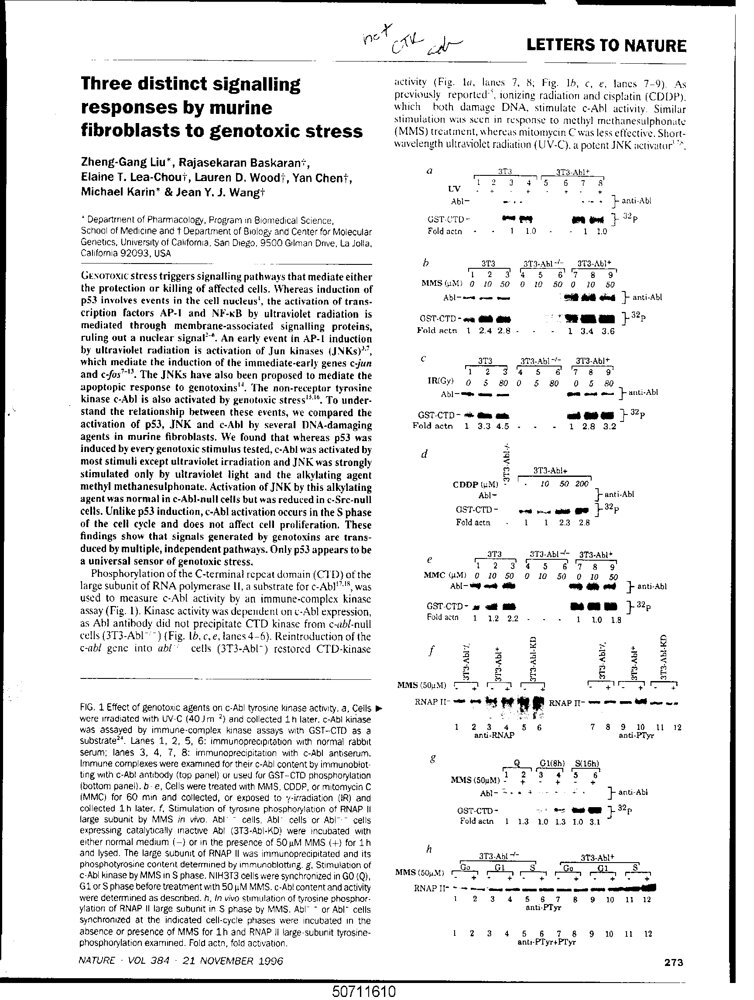 not CTK
LETTERS TO NATURE
Three distinct signalling
responses by murine
fibroblasts to genotoxic stress
Zheng-Gang Liu*, Rajasekaran Baskaran†,
Elaine T. Lea-Chou†, Lauren D. Wood†, Yan Chen†,
Michael Karin* & Jean Y. J. Wang†
* Department of Pharmacology, Program in Biomedical Science,
School of Medicine and † Department of Biology and Center for Molecular
Genetics, University of California, San Diego, 9500 Gilman Drive, La Jolla,
California 92093, USA
GENOTOXIC stress triggers signalling pathways that mediate either
the protection or killing of affected cells. Whereas induction of
p53 involves events in the cell nucleus¹, the activation of trans-
cription factors AP-1 and NF-κB by ultraviolet radiation is
mediated through membrane-associated signalling proteins,
ruling out a nuclear signal²⁻⁶. An early event in AP-1 induction
by ultraviolet radiation is activation of Jun kinases (JNKs)³,⁷,
which mediate the induction of the immediate-early genes c-jun
and c-fos⁷⁻¹³. The JNKs have also been proposed to mediate the
apoptopic response to genotoxins¹⁴. The non-receptor tyrosine
kinase c-Abl is also activated by genotoxic stress¹⁵,¹⁶. To under-
stand the relationship between these events, we compared the
activation of p53, JNK and c-Abl by several DNA-damaging
agents in murine fibroblasts. We found that whereas p53 was
induced by every genotoxic stimulus tested, c-Abl was activated by
most stimuli except ultraviolet irradiation and JNK was strongly
stimulated only by ultraviolet light and the alkylating agent
methyl methanesulphonate. Activation of JNK by this alkylating
agent was normal in c-Abl-null cells but was reduced in c-Src-null
cells. Unlike p53 induction, c-Abl activation occurs in the S phase
of the cell cycle and does not affect cell proliferation. These
findings show that signals generated by genotoxins are trans-
duced by multiple, independent pathways. Only p53 appears to be
a universal sensor of genotoxic stress.
Phosphorylation of the C-terminal repeat domain (CTD) of the
large subunit of RNA polymerase II, a substrate for c-Abl¹⁷,¹⁸, was
used to measure c-Abl activity by an immune-complex kinase
assay (Fig. 1). Kinase activity was dependent on c-Abl expression,
as Abl antibody did not precipitate CTD kinase from c-abl-null
cells (3T3-Abl⁻/⁻) (Fig. 1b, c, e, lanes 4–6). Reintroduction of the
c-abl gene into abl⁻/⁻ cells (3T3-Abl⁺) restored CTD-kinase
activity (Fig. 1a, lanes 7, 8; Fig. 1b, c, e, lanes 7–9). As
previously reported, ionizing radiation and cisplatin (CDDP),
which both damage DNA, stimulate c-Abl activity. Similar
stimulation was seen in response to methyl methanesulphonate
(MMS) treatment, whereas mitomycin C was less effective. Short-
wavelength ultraviolet radiation (UV-C), a potent JNK activator
a
3T3 3T3-Abl+
1 2 3 4 5 6 7 8
UV - + - + - + - +
Abl– anti-Abl
GST-CTD– ³²P
Fold actn - - 1 1.0 - - 1 1.0
b
3T3 3T3-Abl -/- 3T3-Abl+
1 2 3 4 5 6 7 8 9
MMS (μM) 0 10 50 0 10 50 0 10 50
Abl– anti-Abl
GST-CTD– ³²P
Fold actn 1 2.4 2.8 - - - 1 3.4 3.6
c
3T3 3T3-Abl -/- 3T3-Abl+
1 2 3 4 5 6 7 8 9
IR(Gy) 0 5 80 0 5 80 0 5 80
Abl– anti-Abl
GST-CTD– ³²P
Fold actn 1 3.3 4.5 - - - 1 2.8 3.2
d
3T3-Abl-/- 3T3-Abl+
CDDP (μM) - - 10 50 200
Abl– anti-Abl
GST-CTD– ³²P
Fold actn - 1 1 2.3 2.8
e
3T3 3T3-Abl -/- 3T3-Abl+
1 2 3 4 5 6 7 8 9
MMC (μM) 0 10 50 0 10 50 0 10 50
Abl– anti-Abl
GST-CTD– ³²P
Fold actn 1 1.2 2.2 - - - 1 1.0 1.8
f
3T3-Abl-/- 3T3-Abl+ 3T3-Abl-KD 3T3-Abl-/- 3T3-Abl+ 3T3-Abl-KD
MMS (50μM) - + - + - + - + - + - +
RNAP II– RNAP II–
1 2 3 4 5 6 7 8 9 10 11 12
anti-RNAP anti-PTyr
g
Q G1(8h) S(16h)
1 2 3 4 5 6
MMS (50μM) - + - + - +
Abl– anti-Abl
GST-CTD– ³²P
Fold actn 1 1.3 1.0 1.3 1.0 3.1
h
3T3-Abl -/- 3T3-Abl+
Go G1 S Go G1 S
MMS (50μM) - + - + - + - + - + - +
RNAP II–
1 2 3 4 5 6 7 8 9 10 11 12
anti-PTyr
1 2 3 4 5 6 7 8 9 10 11 12
anti-PTyr+PTyr
FIG. 1 Effect of genotoxic agents on c-Abl tyrosine kinase activity. a, Cells ▶
were irradiated with UV-C (40 J m⁻²) and collected 1 h later. c-Abl kinase
was assayed by immune-complex kinase assays with GST–CTD as a
substrate²⁴. Lanes 1, 2, 5, 6: immunoprecipitation with normal rabbit
serum; lanes 3, 4, 7, 8: immunoprecipitation with c-Abl antiserum.
Immune complexes were examined for their c-Abl content by immunoblot-
ting with c-Abl antibody (top panel) or used for GST–CTD phosphorylation
(bottom panel). b–e, Cells were treated with MMS, CDDP, or mitomycin C
(MMC) for 60 min and collected, or exposed to γ-irradiation (IR) and
collected 1 h later. f, Stimulation of tyrosine phosphorylation of RNAP II
large subunit by MMS in vivo. Abl⁻/⁻ cells, Abl⁺ cells or Abl⁻/⁻ cells
expressing catalytically inactive Abl (3T3-Abl-KD) were incubated with
either normal medium (−) or in the presence of 50 μM MMS (+) for 1 h
and lysed. The large subunit of RNAP II was immunoprecipitated and its
phosphotyrosine content determined by immunoblotting. g, Stimulation of
c-Abl kinase by MMS in S phase. NIH3T3 cells were synchronized in G0 (Q),
G1 or S phase before treatment with 50 μM MMS. c-Abl content and activity
were determined as described. h, In vivo stimulation of tyrosine phosphor-
ylation of RNAP II large subunit in S phase by MMS. Abl⁻/⁻ or Abl⁺ cells
synchronized at the indicated cell-cycle phases were incubated in the
absence or presence of MMS for 1 h and RNAP II large-subunit tyrosine-
phosphorylation examined. Fold actn, fold activation.
NATURE · VOL 384 · 21 NOVEMBER 1996
273
50711610